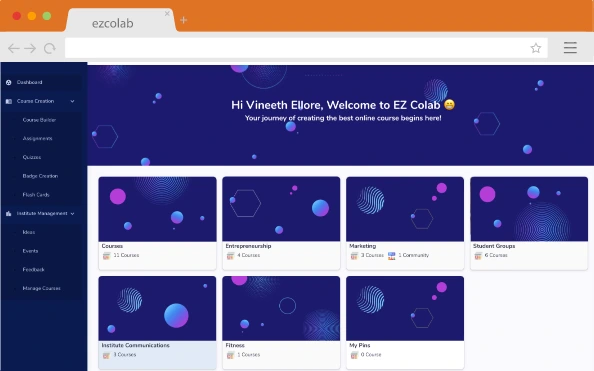 ezcolab
Dashboard
Course Creation
Course Builder
Assignments
Quizzes
Badge Creation
Flash Cards
Institute Management
Ideas
Events
Feedback
Manage Courses
Hi Vineeth Ellore, Welcome to EZ Colab 😊
Your journey of creating the best online course begins here!
Courses
11 Courses
Entrepreneurship
4 Courses
Marketing
3 Courses 1 Community
Student Groups
6 Courses
Institute Communications
3 Courses
Fitness
1 Courses
My Pins
0 Course